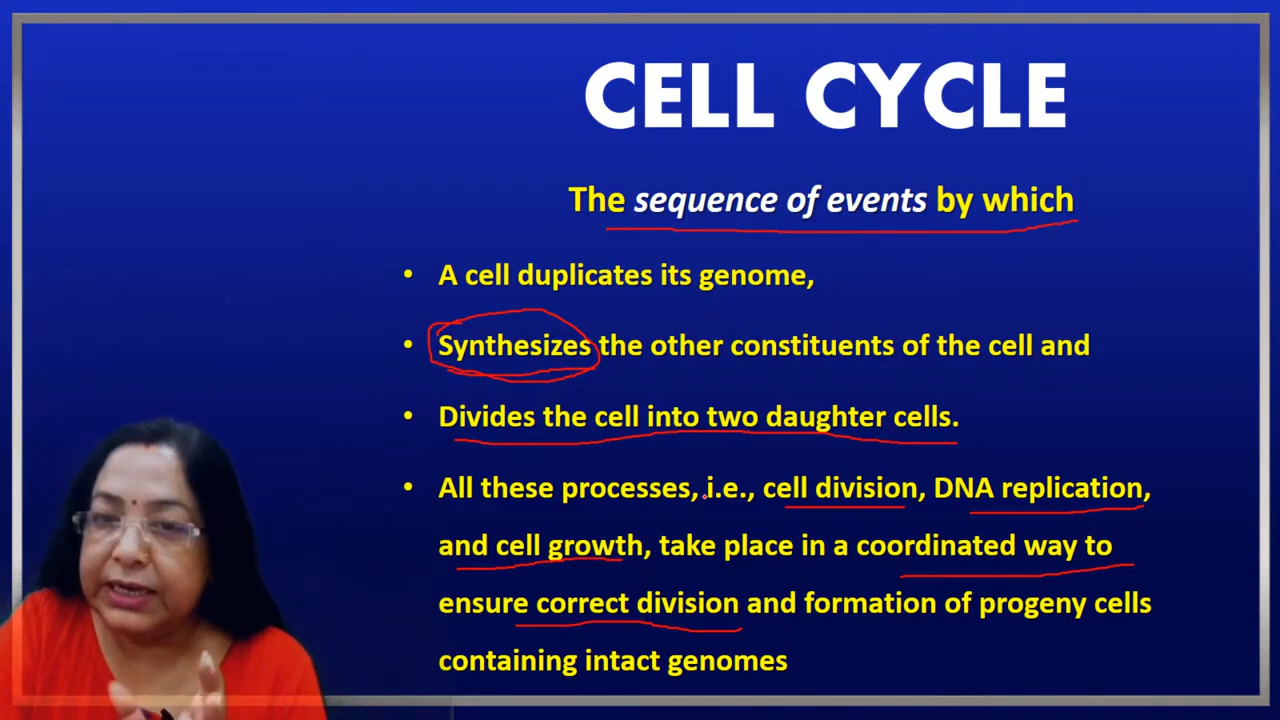 CELL CYCLE
The sequence of events by which
• A cell duplicates its genome,
• Synthesizes the other constituents of the cell and
• Divides the cell into two daughter cells.
• All these processes, i.e., cell division, DNA replication,
and cell growth, take place in a coordinated way to
ensure correct division and formation of progeny cells
containing intact genomes